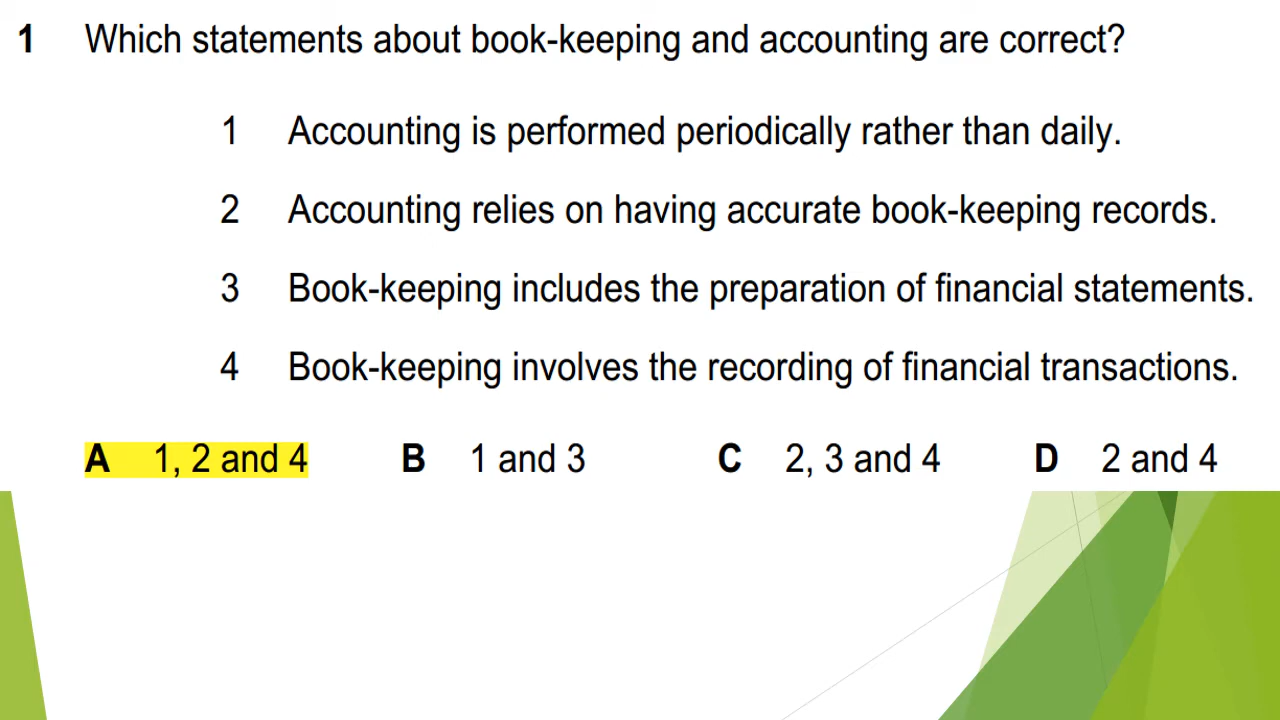 1 Which statements about book-keeping and accounting are correct?
1 Accounting is performed periodically rather than daily.
2 Accounting relies on having accurate book-keeping records.
3 Book-keeping includes the preparation of financial statements.
4 Book-keeping involves the recording of financial transactions.
A 1, 2 and 4 B 1 and 3 C 2, 3 and 4 D 2 and 4